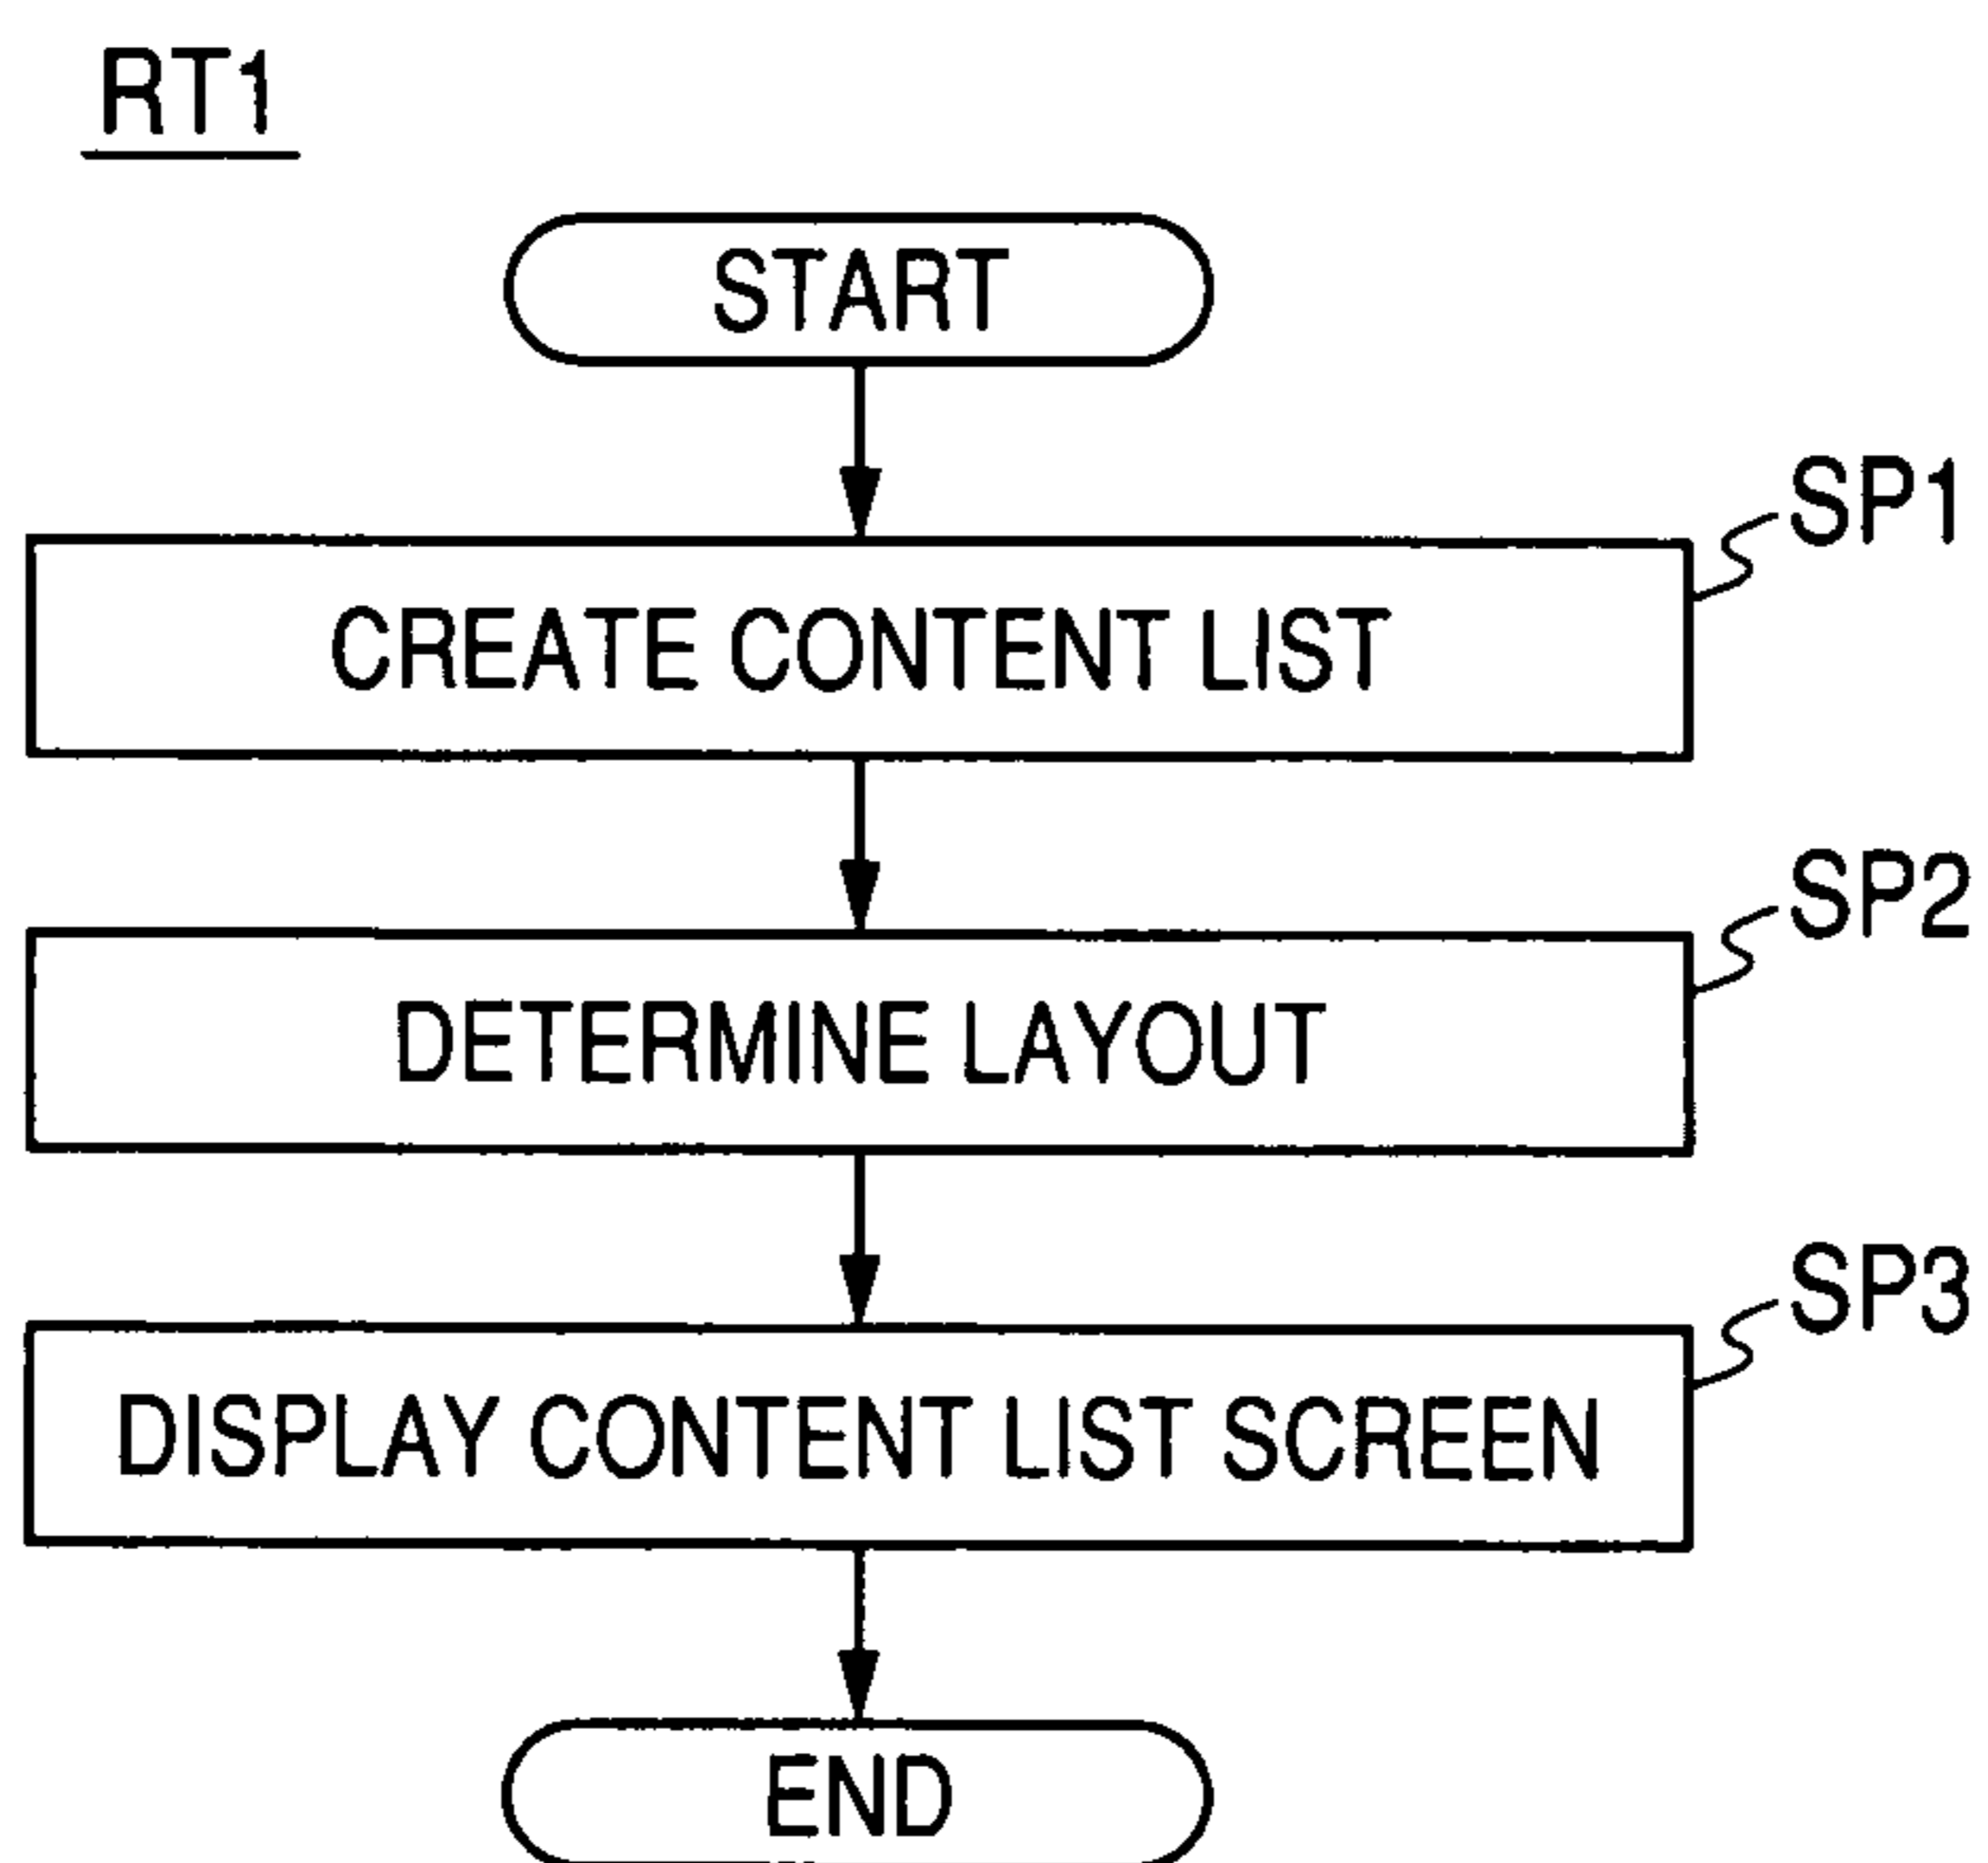 RT1
START
SP1
CREATE CONTENT LIST
SP2
DETERMINE LAYOUT
SP3
DISPLAY CONTENT LIST SCREEN
END